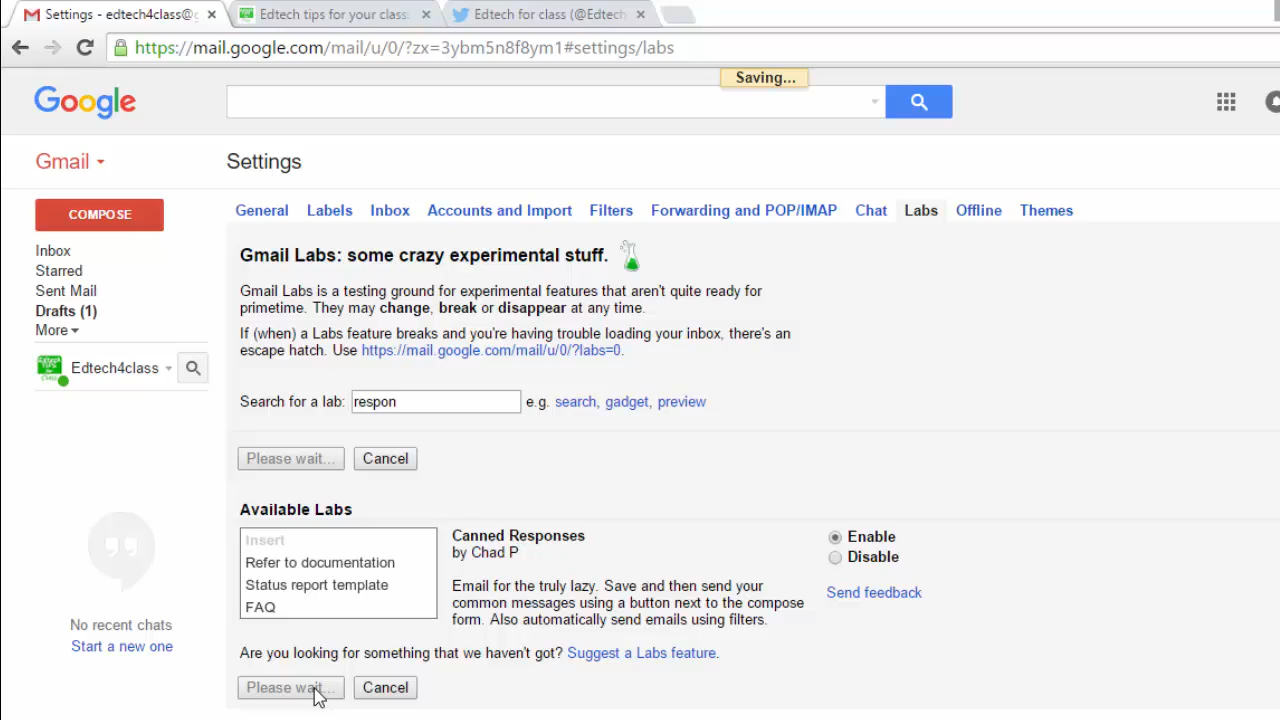 Settings - edtech4class@g
Edtech tips for your class
Edtech for class (@Edtech
https://mail.google.com/mail/u/0/?zx=3ybm5n8f8ym1#settings/labs
Saving...
Google
Gmail
Settings
COMPOSE
General Labels Inbox Accounts and Import Filters Forwarding and POP/IMAP Chat Labs Offline Themes
Inbox
Starred
Sent Mail
Drafts (1)
More
Edtech4class
No recent chats
Start a new one
Gmail Labs: some crazy experimental stuff.
Gmail Labs is a testing ground for experimental features that aren't quite ready for
primetime. They may change, break or disappear at any time.
If (when) a Labs feature breaks and you're having trouble loading your inbox, there's an
escape hatch. Use https://mail.google.com/mail/u/0/?labs=0.
Search for a lab: respon e.g. search, gadget, preview
Please wait... Cancel
Available Labs
Insert
Refer to documentation
Status report template
FAQ
Canned Responses
by Chad P
Email for the truly lazy. Save and then send your
common messages using a button next to the compose
form. Also automatically send emails using filters.
Enable
Disable
Send feedback
Are you looking for something that we haven't got? Suggest a Labs feature.
Please wait... Cancel